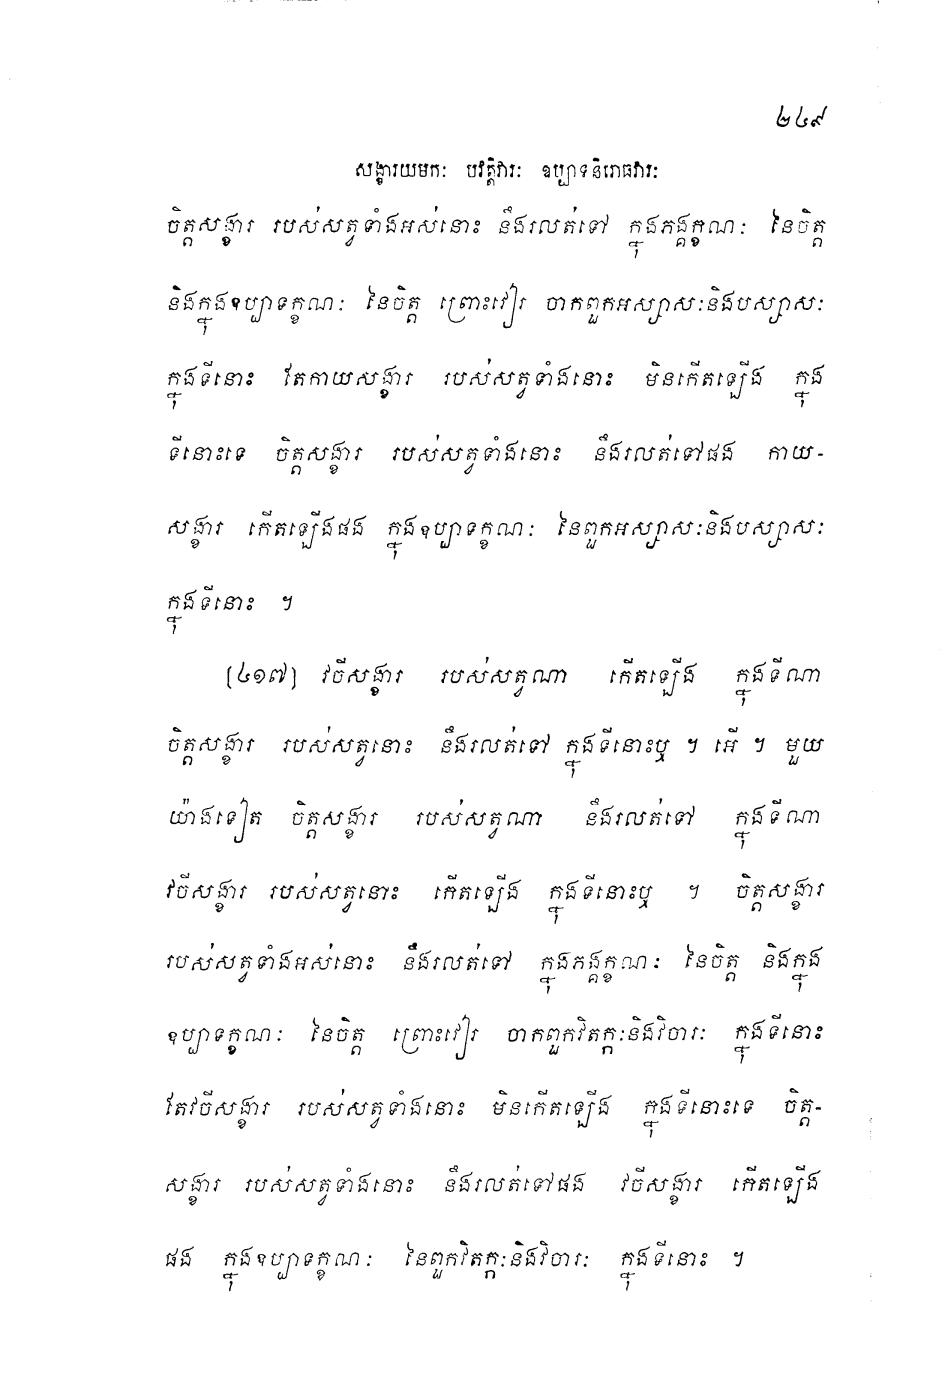 ២៤៩
សង្ខារយមកៈ បវត្តិវារៈ ឧប្បាទនិរោធវារៈ
ចិត្តសង្ខារ របស់សត្វទាំងអស់នោះ នឹងរលត់ទៅ ក្នុងភង្គក្ខណៈ នៃចិត្ត
និងក្នុងឧប្បាទក្ខណៈ នៃចិត្ត ព្រោះវៀរ ចាកពួកអស្សាសៈនិងបស្សាសៈ
ក្នុងទីនោះ តែកាយសង្ខារ របស់សត្វទាំងនោះ មិនកើតឡើង ក្នុង
ទីនោះទេ ចិត្តសង្ខារ របស់សត្វទាំងនោះ នឹងរលត់ទៅផង កាយ-
សង្ខារ កើតឡើងផង ក្នុងឧប្បាទក្ខណៈ នៃពួកអស្សាសៈនិងបស្សាសៈ
ក្នុងទីនោះ ។
[៤១៧] វចីសង្ខារ របស់សត្វណា កើតឡើង ក្នុងទីណា
ចិត្តសង្ខារ របស់សត្វនោះ នឹងរលត់ទៅ ក្នុងទីនោះឬ ។ អើ ។ មួយ
យ៉ាងទៀត ចិត្តសង្ខារ របស់សត្វណា នឹងរលត់ទៅ ក្នុងទីណា
វចីសង្ខារ របស់សត្វនោះ កើតឡើង ក្នុងទីនោះឬ ។ ចិត្តសង្ខារ
របស់សត្វទាំងអស់នោះ នឹងរលត់ទៅ ក្នុងភង្គក្ខណៈ នៃចិត្ត និងក្នុង
ឧប្បាទក្ខណៈ នៃចិត្ត ព្រោះវៀរ ចាកពួកវិតក្កៈនិងវិចារៈ ក្នុងទីនោះ
តែវចីសង្ខារ របស់សត្វទាំងនោះ មិនកើតឡើង ក្នុងទីនោះទេ ចិត្ត-
សង្ខារ របស់សត្វទាំងនោះ នឹងរលត់ទៅផង វចីសង្ខារ កើតឡើង
ផង ក្នុងឧប្បាទក្ខណៈ នៃពួកវិតក្កៈនិងវិចារៈ ក្នុងទីនោះ ។